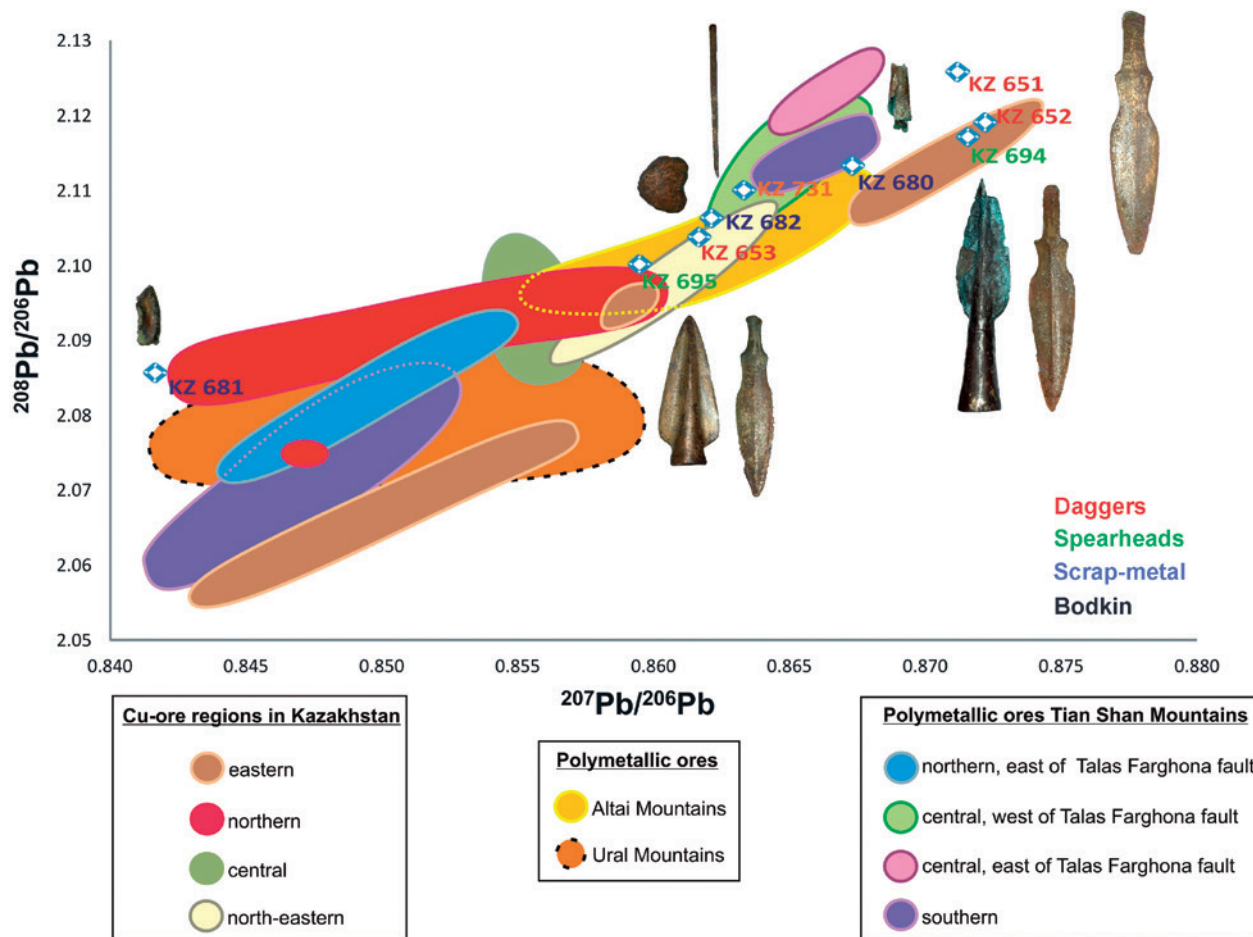 2.13
2.12
2.11
2.10
2.09
2.08
2.07
2.06
2.05
²⁰⁸Pb/²⁰⁶Pb
KZ 651
KZ 652
KZ 694
KZ 680
KZ 731
KZ 682
KZ 653
KZ 695
KZ 681
Daggers
Spearheads
Scrap-metal
Bodkin
0.840 0.845 0.850 0.855 0.860 0.865 0.870 0.875 0.880
²⁰⁷Pb/²⁰⁶Pb
Cu-ore regions in Kazakhstan
eastern
northern
central
north-eastern
Polymetallic ores
Altai Mountains
Ural Mountains
Polymetallic ores Tian Shan Mountains
northern, east of Talas Farghona fault
central, west of Talas Farghona fault
central, east of Talas Farghona fault
southern